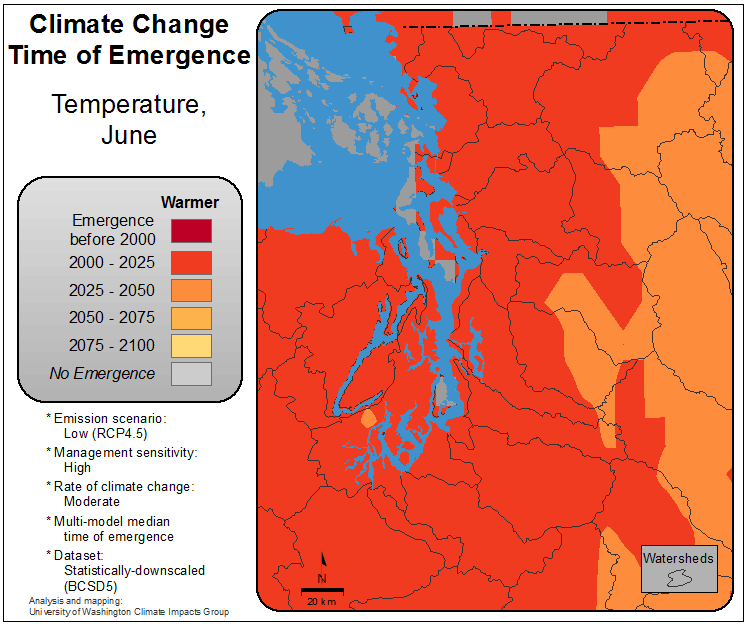 Climate Change
Time of Emergence
Temperature,
June
Warmer
Emergence
before 2000
2000 - 2025
2025 - 2050
2050 - 2075
2075 - 2100
No Emergence
* Emission scenario:
Low (RCP4.5)
* Management sensitivity:
High
* Rate of climate change:
Moderate
* Multi-model median
time of emergence
* Dataset:
Statistically-downscaled
(BCSD5)
Analysis and mapping:
University of Washington Climate Impacts Group
N
20 km
Watersheds